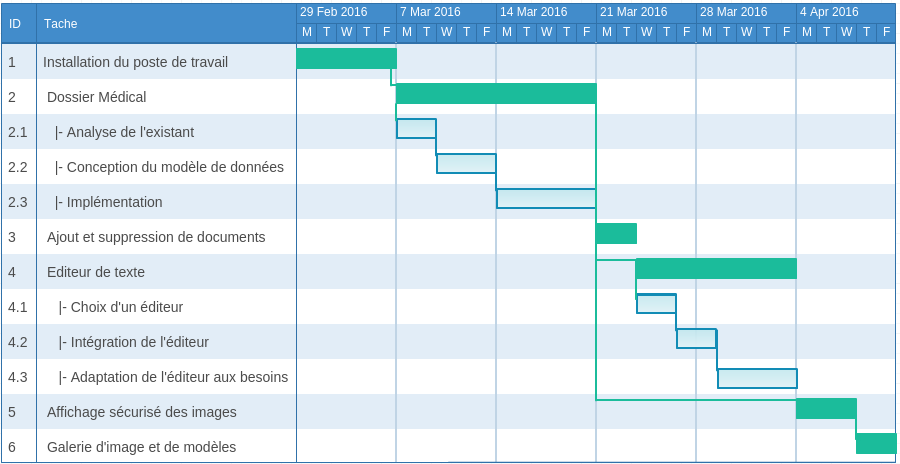 ID Tache 29 Feb 2016 7 Mar 2016 14 Mar 2016 21 Mar 2016 28 Mar 2016 4 Apr 2016
M T W T F M T W T F M T W T F M T W T F M T W T F M T W T F
1 Installation du poste de travail
2 Dossier Médical
2.1 |- Analyse de l'existant
2.2 |- Conception du modèle de données
2.3 |- Implémentation
3 Ajout et suppression de documents
4 Editeur de texte
4.1 |- Choix d'un éditeur
4.2 |- Intégration de l'éditeur
4.3 |- Adaptation de l'éditeur aux besoins
5 Affichage sécurisé des images
6 Galerie d'image et de modèles